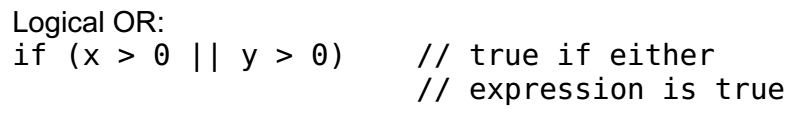 Logical OR:
if (x > 0 || y > 0)    // true if either
                       // expression is true